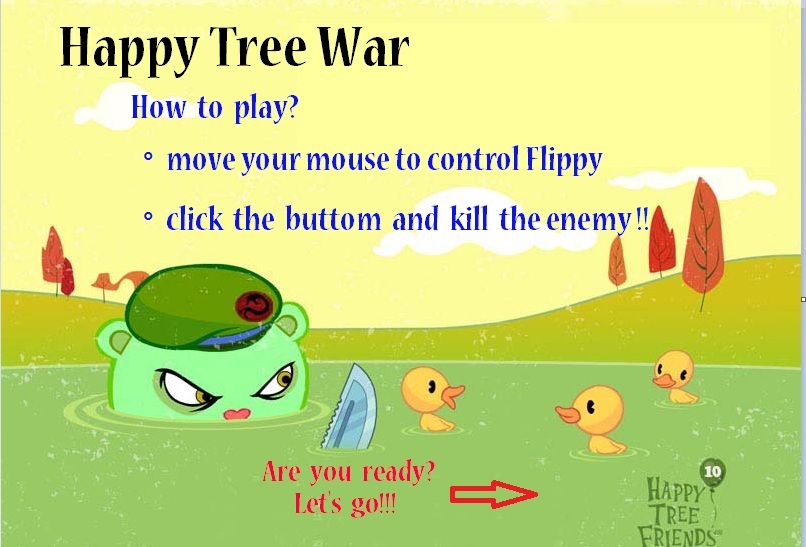 Happy Tree War
How to play?
° move your mouse to control Flippy
° click the buttom and kill the enemy!!
Are you ready?
Let's go!!!
10
HAPPY
TREE
FRIENDS